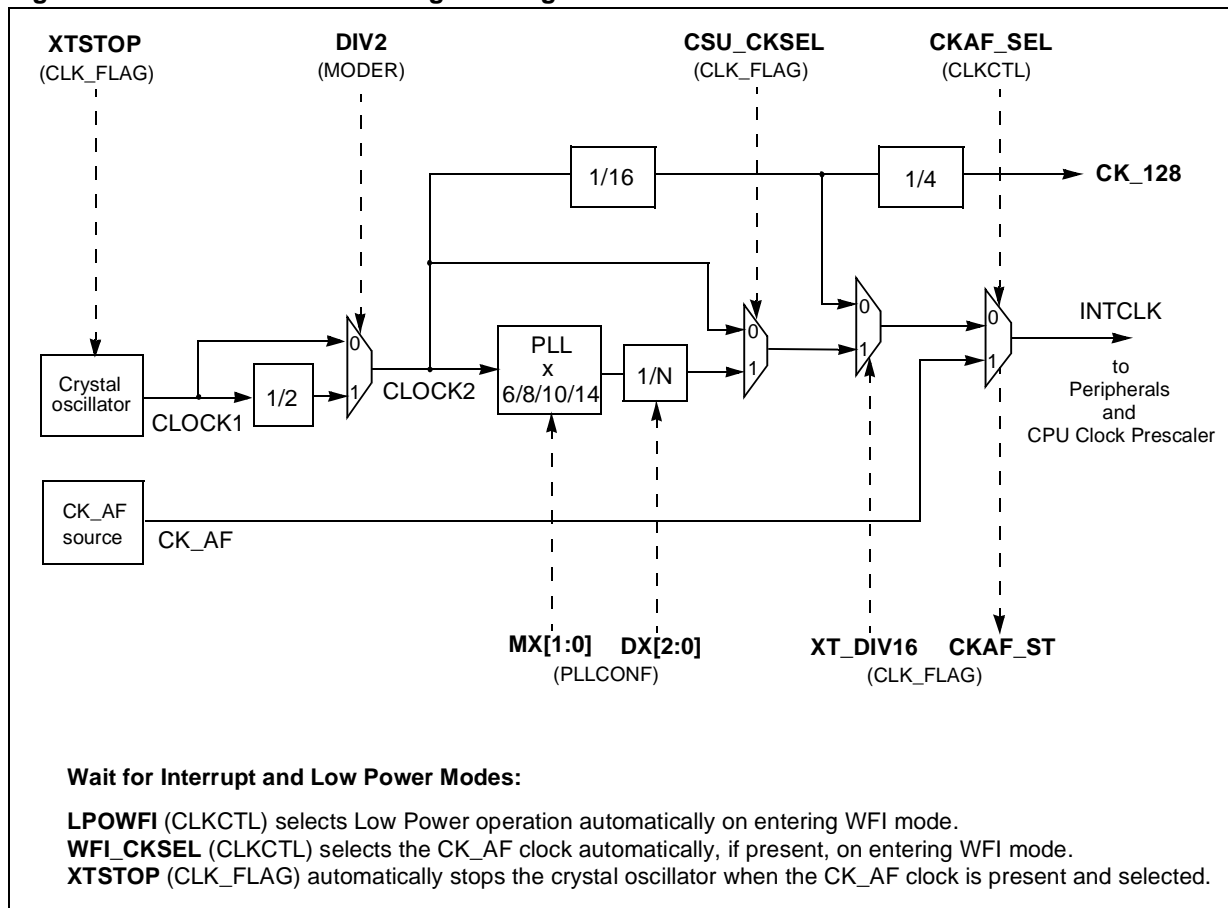 XTSTOP
(CLK_FLAG)
DIV2
(MODER)
CSU_CKSEL
(CLK_FLAG)
CKAF_SEL
(CLKCTL)
1/16
1/4
CK_128
Crystal
oscillator
CLOCK1
1/2
0
1
CLOCK2
PLL
x
6/8/10/14
1/N
0
1
0
1
0
1
INTCLK
to
Peripherals
and
CPU Clock Prescaler
CK_AF
source
CK_AF
MX[1:0]
DX[2:0]
(PLLCONF)
XT_DIV16
CKAF_ST
(CLK_FLAG)
Wait for Interrupt and Low Power Modes:
LPOWFI (CLKCTL) selects Low Power operation automatically on entering WFI mode.
WFI_CKSEL (CLKCTL) selects the CK_AF clock automatically, if present, on entering WFI mode.
XTSTOP (CLK_FLAG) automatically stops the crystal oscillator when the CK_AF clock is present and selected.